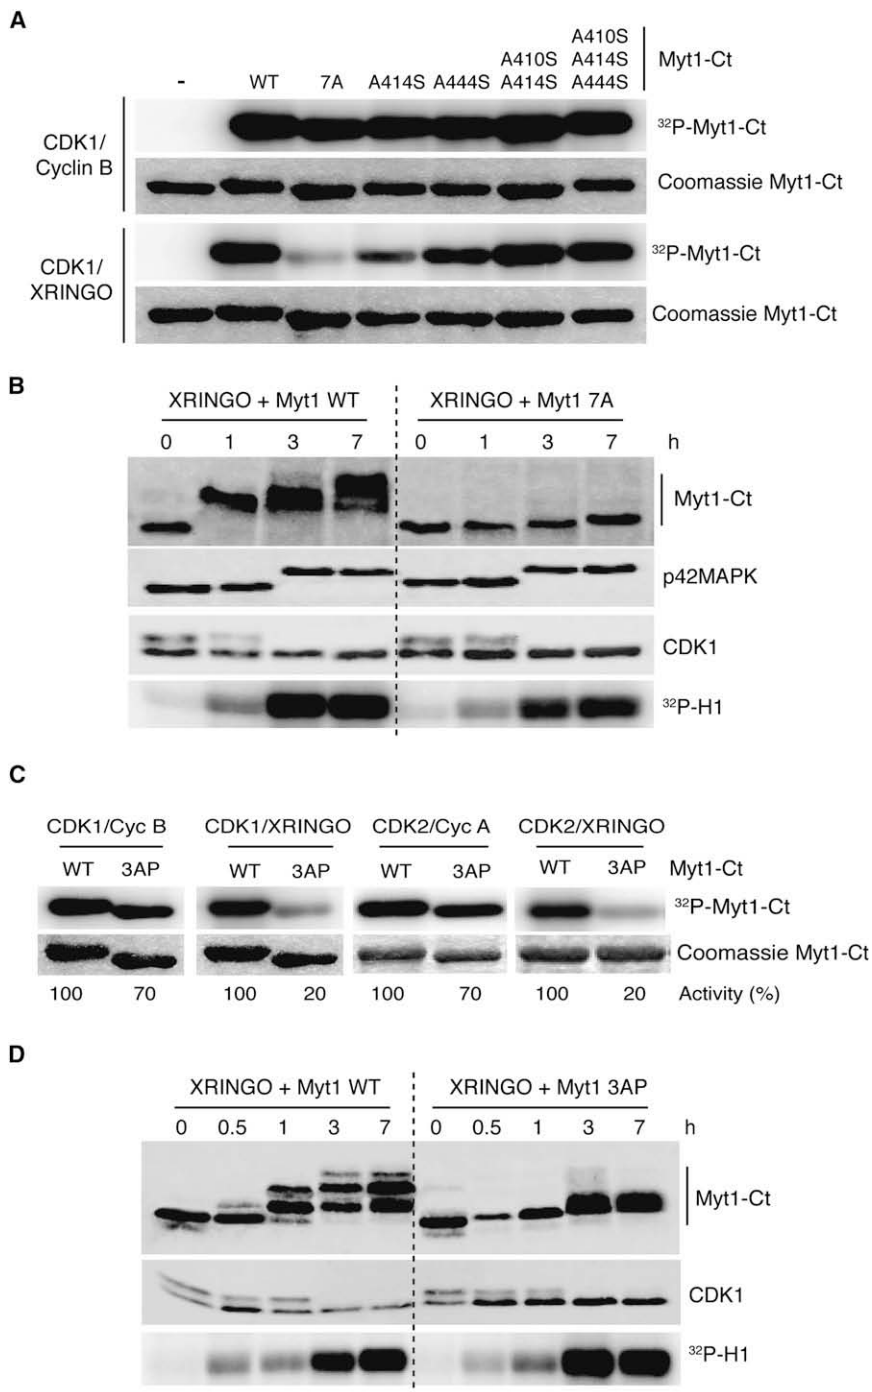 A
A410S
A410S A414S Myt1-Ct
- WT 7A A414S A444S A414S A444S
CDK1/
Cyclin B
32P-Myt1-Ct
Coomassie Myt1-Ct
CDK1/
XRINGO
32P-Myt1-Ct
Coomassie Myt1-Ct
B
XRINGO + Myt1 WT XRINGO + Myt1 7A
0 1 3 7 0 1 3 7 h
Myt1-Ct
p42MAPK
CDK1
32P-H1
C
CDK1/Cyc B CDK1/XRINGO CDK2/Cyc A CDK2/XRINGO
WT 3AP WT 3AP WT 3AP WT 3AP Myt1-Ct
32P-Myt1-Ct
Coomassie Myt1-Ct
100 70 100 20 100 70 100 20 Activity (%)
D
XRINGO + Myt1 WT XRINGO + Myt1 3AP
0 0.5 1 3 7 0 0.5 1 3 7 h
Myt1-Ct
CDK1
32P-H1